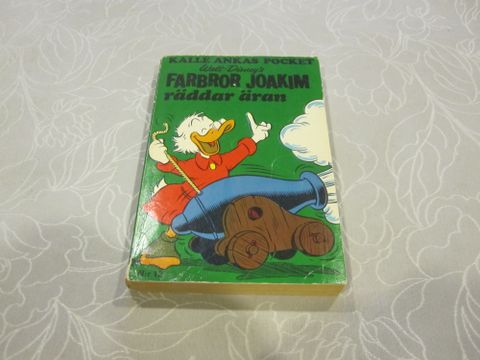 KALLE ANKAS POCKET
Walt Disney's
FARBROR JOAKIM
räddar äran